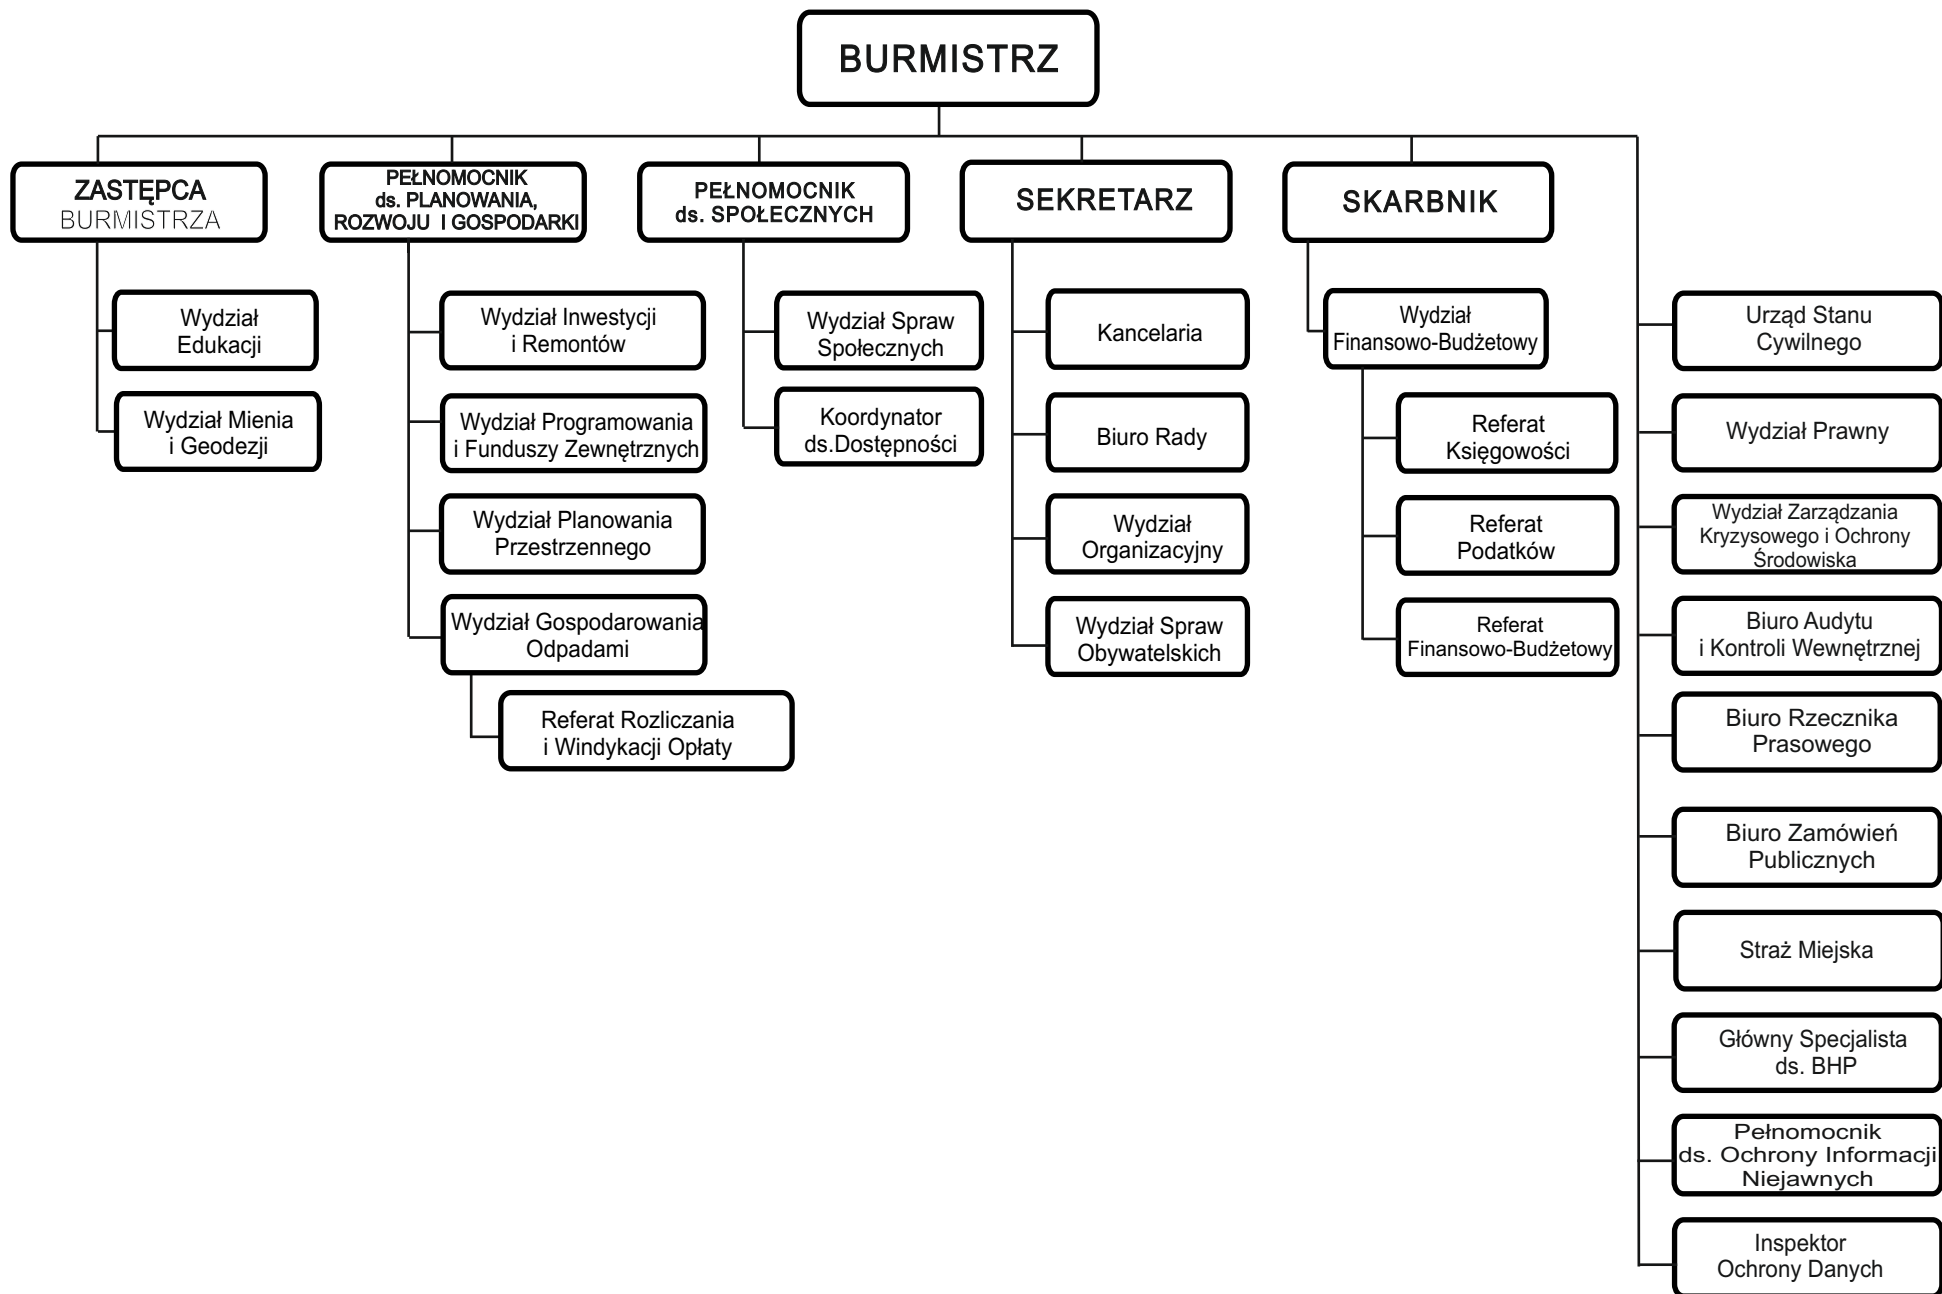 BURMISTRZ
ZASTĘPCA
BURMISTRZA
PEŁNOMOCNIK
ds. PLANOWANIA,
ROZWOJU I GOSPODARKI
PEŁNOMOCNIK
ds. SPOŁECZNYCH
SEKRETARZ
SKARBNIK
Wydział
Edukacji
Wydział Mienia
i Geodezji
Wydział Inwestycji
i Remontów
Wydział Programowania
i Funduszy Zewnętrznych
Wydział Planowania
Przestrzennego
Wydział Gospodarowania
Odpadami
Referat Rozliczania
i Windykacji Opłaty
Wydział Spraw
Społecznych
Koordynator
ds.Dostępności
Kancelaria
Biuro Rady
Wydział
Organizacyjny
Wydział Spraw
Obywatelskich
Wydział
Finansowo-Budżetowy
Referat
Księgowości
Referat
Podatków
Referat
Finansowo-Budżetowy
Urząd Stanu
Cywilnego
Wydział Prawny
Wydział Zarządzania
Kryzysowego i Ochrony
Środowiska
Biuro Audytu
i Kontroli Wewnętrznej
Biuro Rzecznika
Prasowego
Biuro Zamówień
Publicznych
Straż Miejska
Główny Specjalista
ds. BHP
Pełnomocnik
ds. Ochrony Informacji
Niejawnych
Inspektor
Ochrony Danych